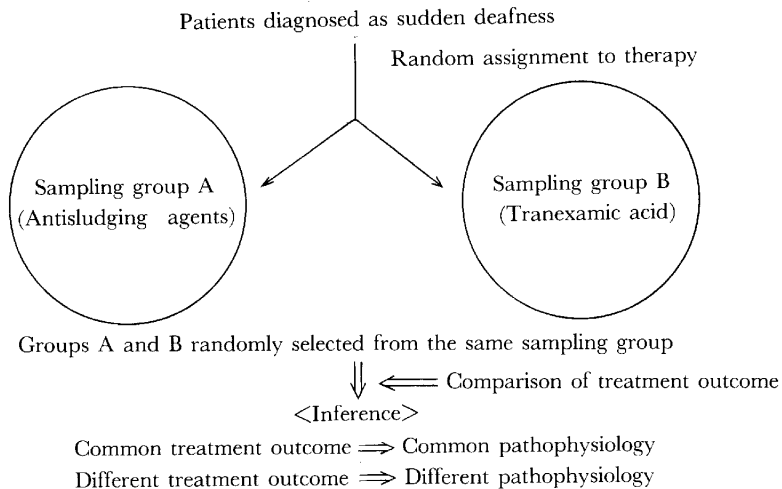 Patients diagnosed as sudden deafness
Random assignment to therapy
Sampling group A
(Antisludging agents)
Sampling group B
(Tranexamic acid)
Groups A and B randomly selected from the same sampling group
Comparison of treatment outcome
<Inference>
Common treatment outcome ⟹ Common pathophysiology
Different treatment outcome ⟹ Different pathophysiology